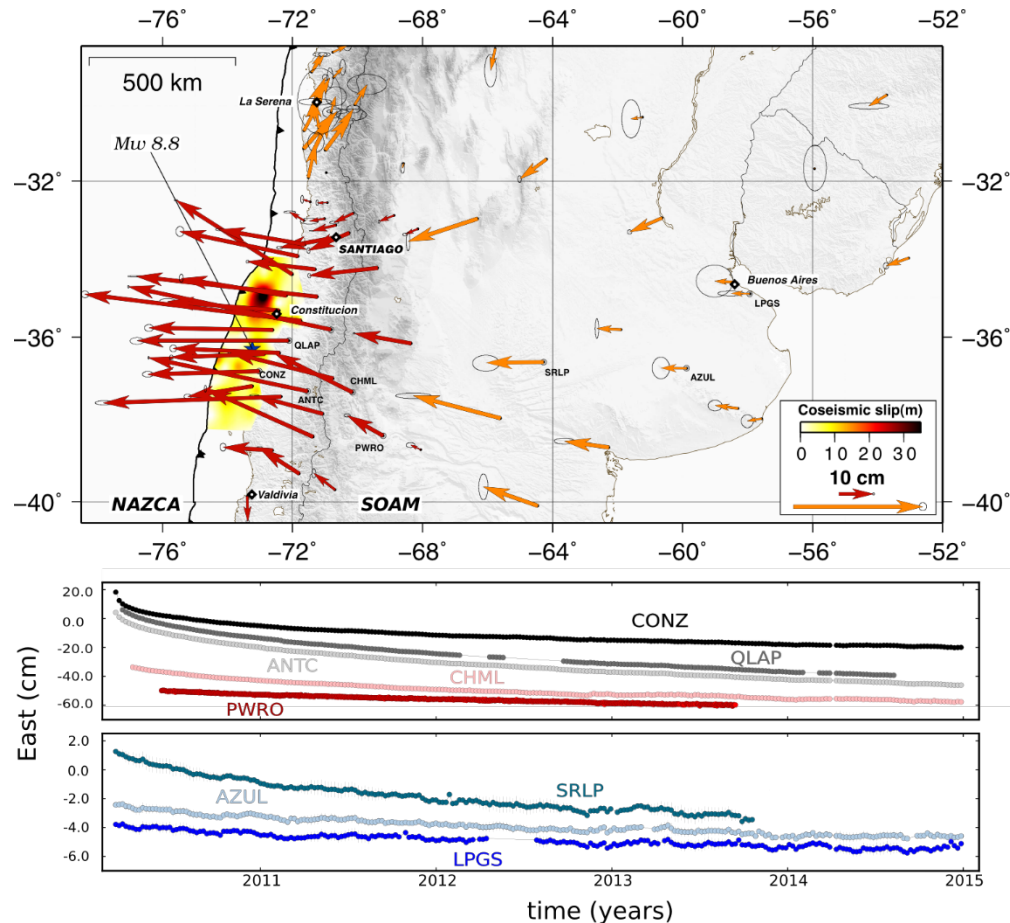 −76° −72° −68° −64° −60° −56° −52°
500 km
La Serena
Mw 8.8
−32° −32°
SANTIAGO
Buenos Aires
LPGS
Constitucion
−36° −36°
QLAP
SRLP
CONZ
CHML
AZUL
ANTC
PWRO
Coseismic slip(m)
0 10 20 30
10 cm
Valdivia
−40° −40°
NAZCA SOAM
−76° −72° −68° −64° −60° −56° −52°
East (cm)
20.0
0.0
-20.0
-40.0
-60.0
CONZ
QLAP
ANTC
CHML
PWRO
2.0
0.0
-2.0
-4.0
-6.0
SRLP
AZUL
LPGS
2011 2012 2013 2014 2015
time (years)